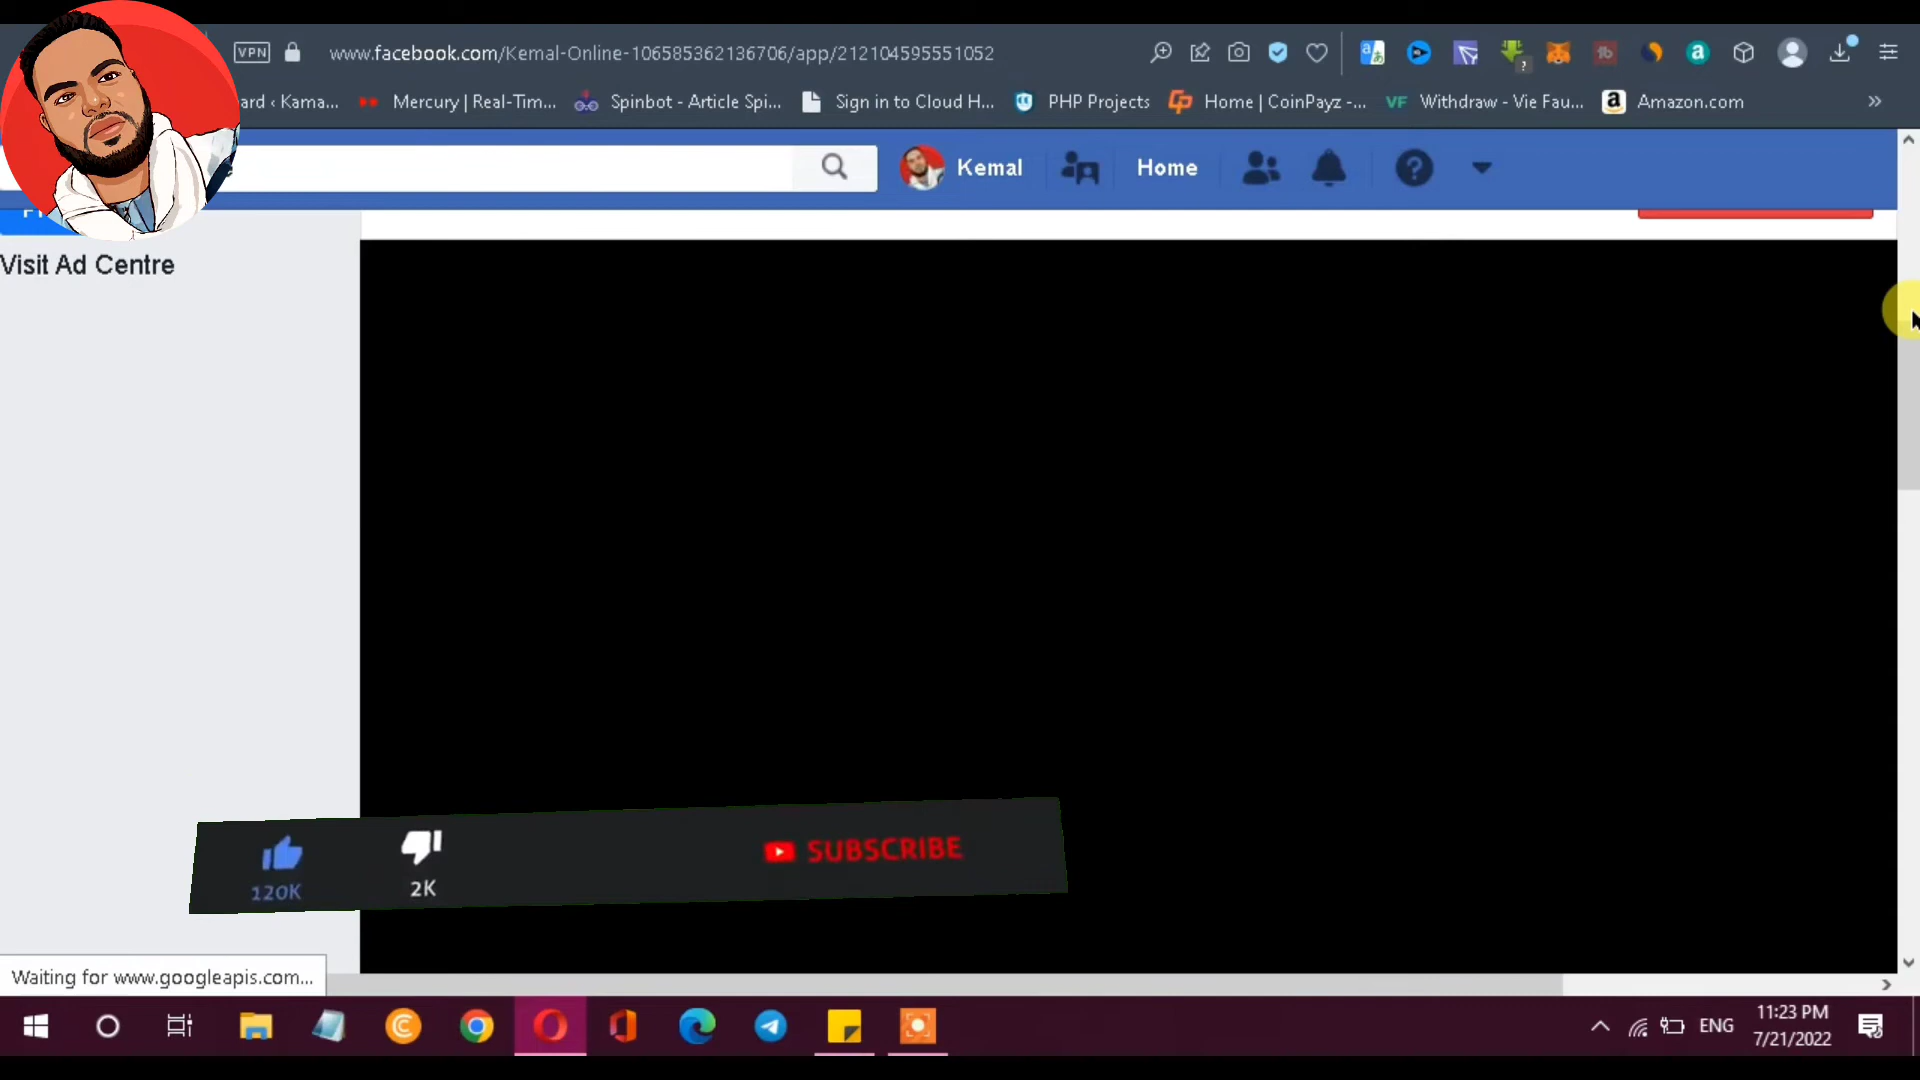 VPN
www.facebook.com/Kemal-Online-106585362136706/app/212104595551052
ard ‹ Kama...
Mercury | Real-Tim...
Spinbot - Article Spi...
Sign in to Cloud H...
PHP Projects
Home | CoinPayz -...
VF
Withdraw - Vie Fau...
Amazon.com
Kemal
Home
Visit Ad Centre
120K
2K
SUBSCRIBE
Waiting for www.googleapis.com...
ENG
11:23 PM
7/21/2022